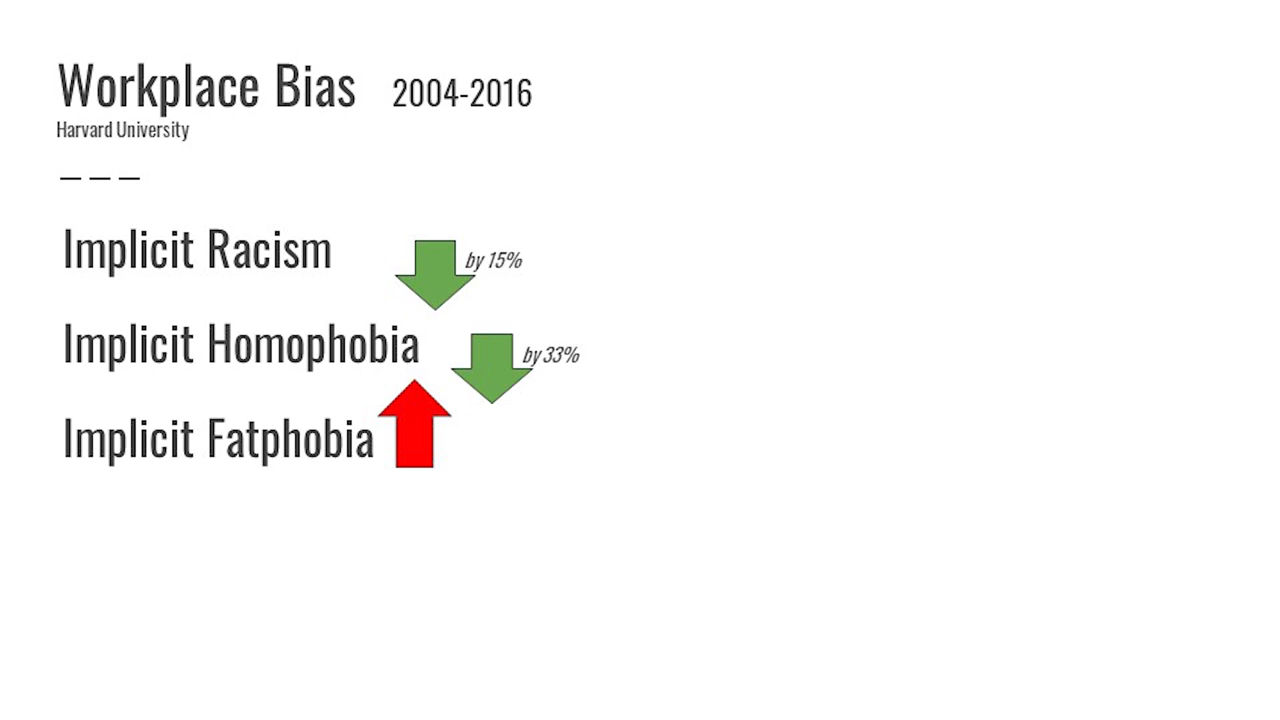 Workplace Bias 2004-2016
Harvard University
Implicit Racism by 15%
Implicit Homophobia by 33%
Implicit Fatphobia